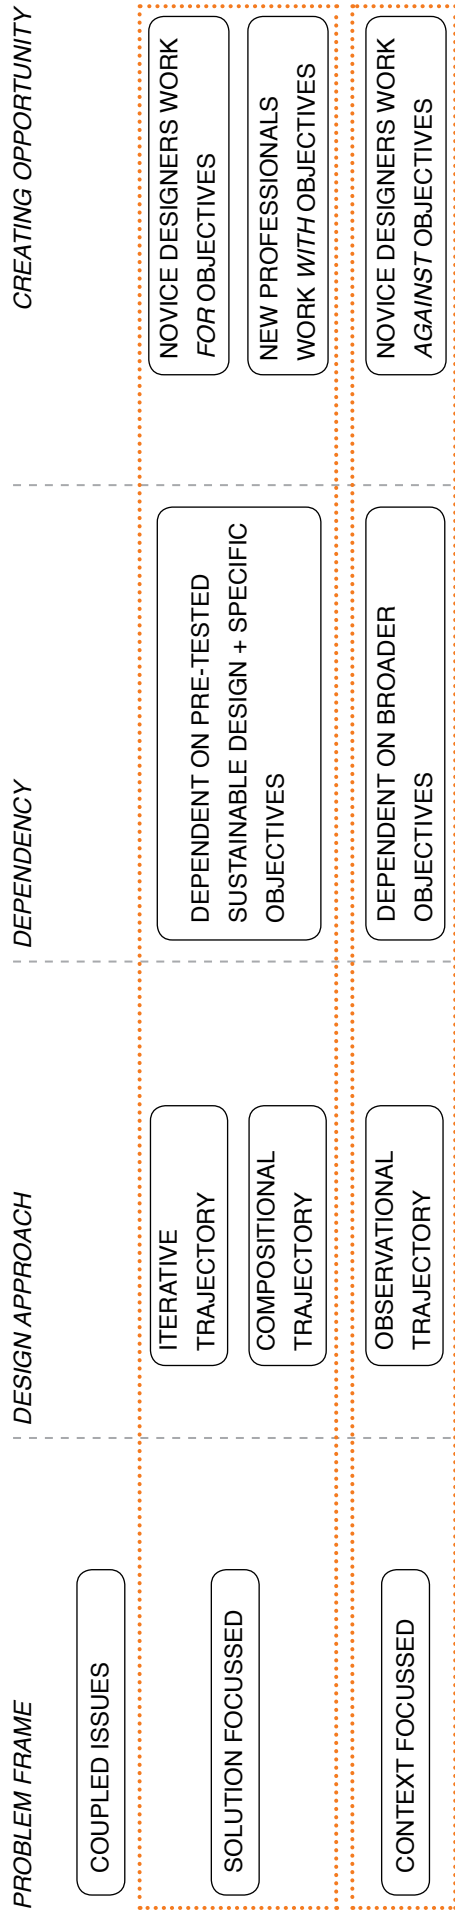 PROBLEM FRAME
DESIGN APPROACH
DEPENDENCY
CREATING OPPORTUNITY
COUPLED ISSUES
SOLUTION FOCUSSED
ITERATIVE
TRAJECTORY
COMPOSITIONAL
TRAJECTORY
DEPENDENT ON PRE-TESTED
SUSTAINABLE DESIGN + SPECIFIC
OBJECTIVES
NOVICE DESIGNERS WORK
FOR OBJECTIVES
NEW PROFESSIONALS
WORK WITH OBJECTIVES
CONTEXT FOCUSSED
OBSERVATIONAL
TRAJECTORY
DEPENDENT ON BROADER
OBJECTIVES
NOVICE DESIGNERS WORK
AGAINST OBJECTIVES